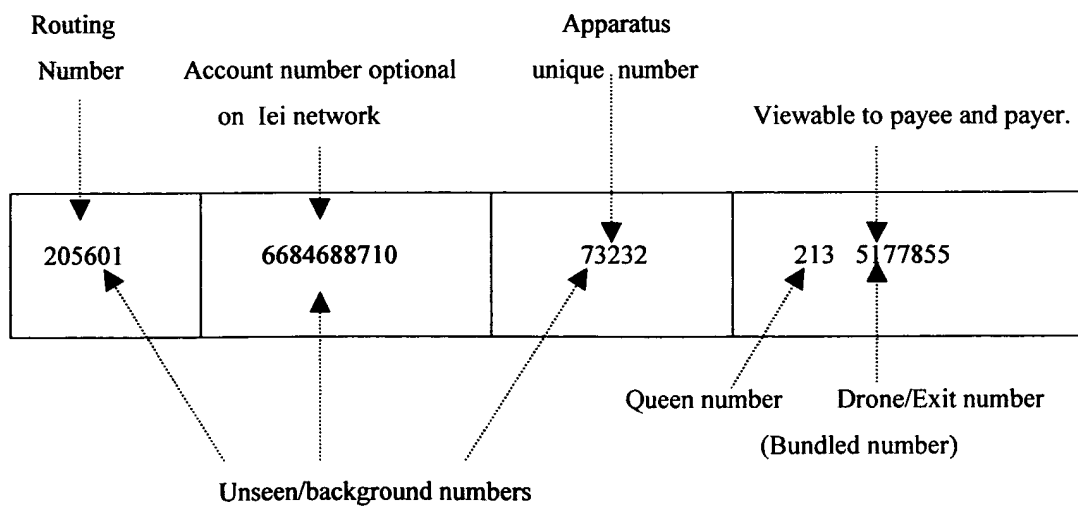 Routing
Number
Account number optional
on Iei network
Apparatus
unique number
Viewable to payee and payer.
205601
6684688710
73232
213 5177855
Queen number
Drone/Exit number
(Bundled number)
Unseen/background numbers